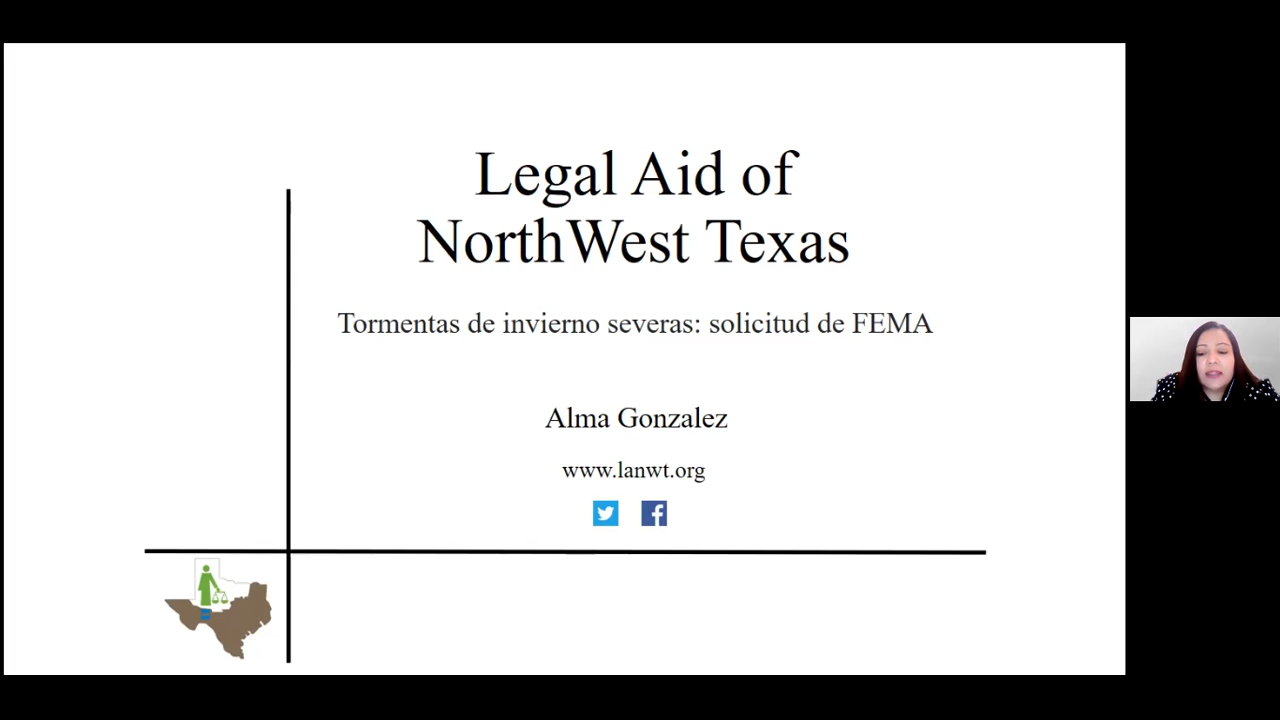 Legal Aid of
NorthWest Texas
Tormentas de invierno severas: solicitud de FEMA
Alma Gonzalez
www.lanwt.org